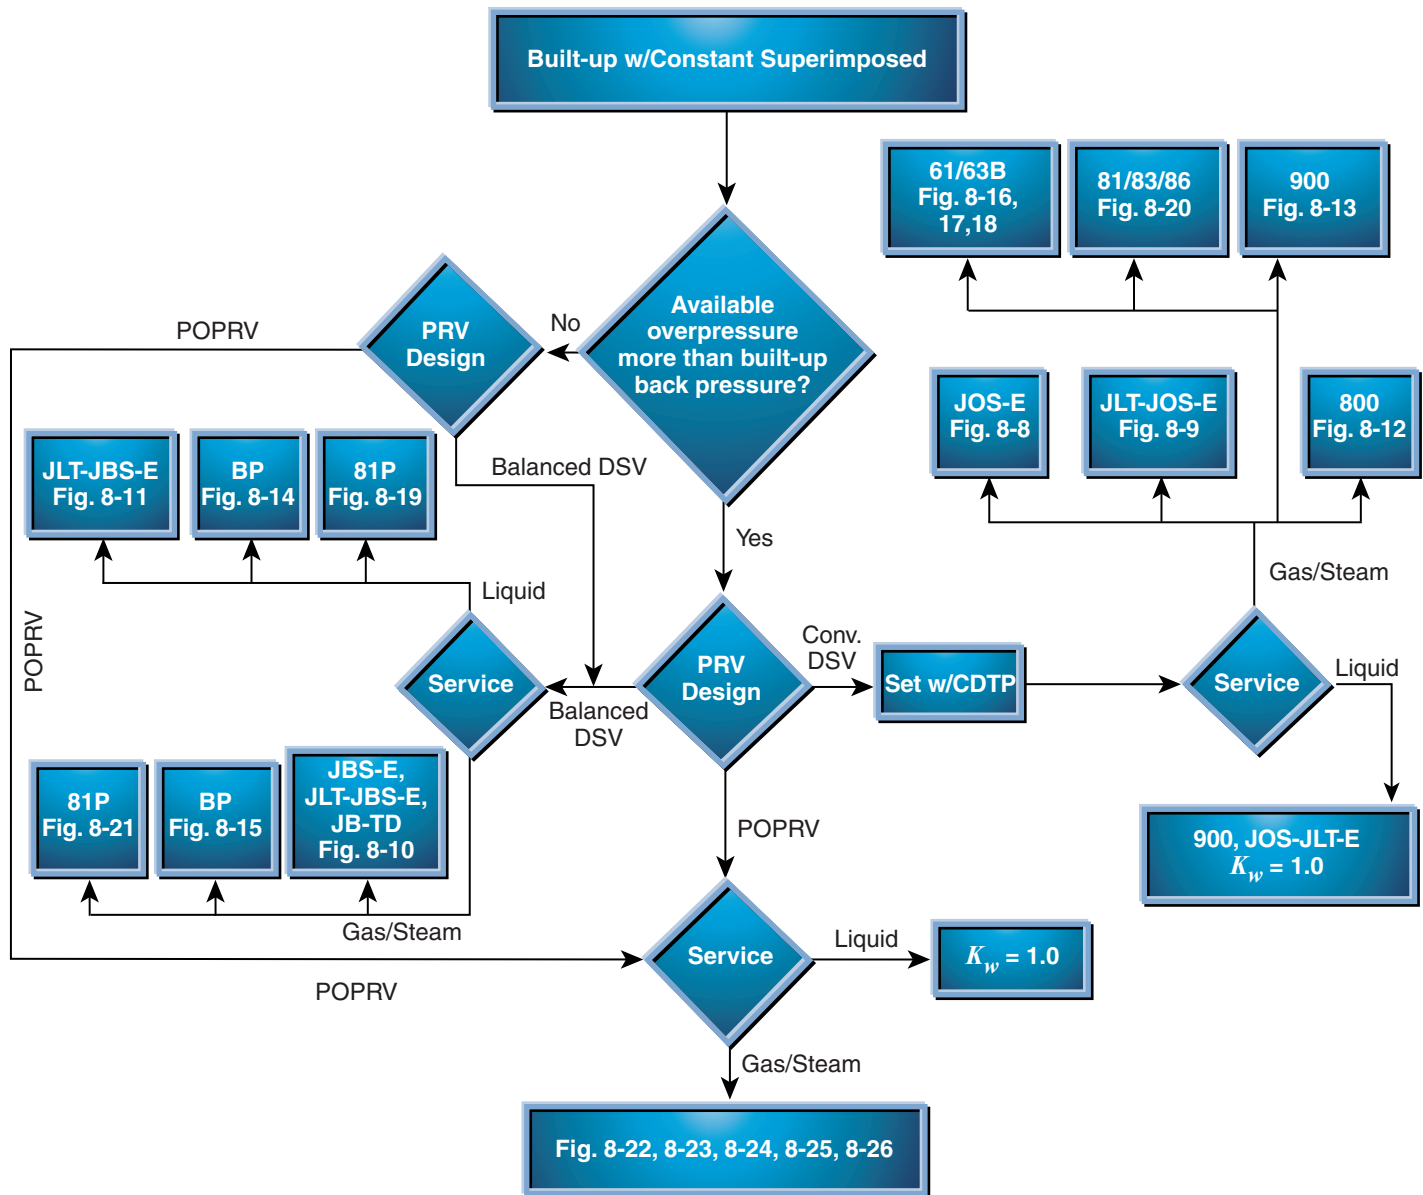 Built-up w/Constant Superimposed
61/63B
Fig. 8-16,
17,18
81/83/86
Fig. 8-20
900
Fig. 8-13
Available
overpressure
more than built-up
back pressure?
No
PRV
Design
POPRV
JOS-E
Fig. 8-8
JLT-JOS-E
Fig. 8-9
800
Fig. 8-12
JLT-JBS-E
Fig. 8-11
BP
Fig. 8-14
81P
Fig. 8-19
Balanced DSV
Yes
Gas/Steam
Liquid
POPRV
Service
Balanced
DSV
PRV
Design
Conv.
DSV
Set w/CDTP
Service
Liquid
81P
Fig. 8-21
BP
Fig. 8-15
JBS-E,
JLT-JBS-E,
JB-TD
Fig. 8-10
POPRV
900, JOS-JLT-E
K_w = 1.0
Gas/Steam
Service
Liquid
K_w = 1.0
POPRV
Gas/Steam
Fig. 8-22, 8-23, 8-24, 8-25, 8-26